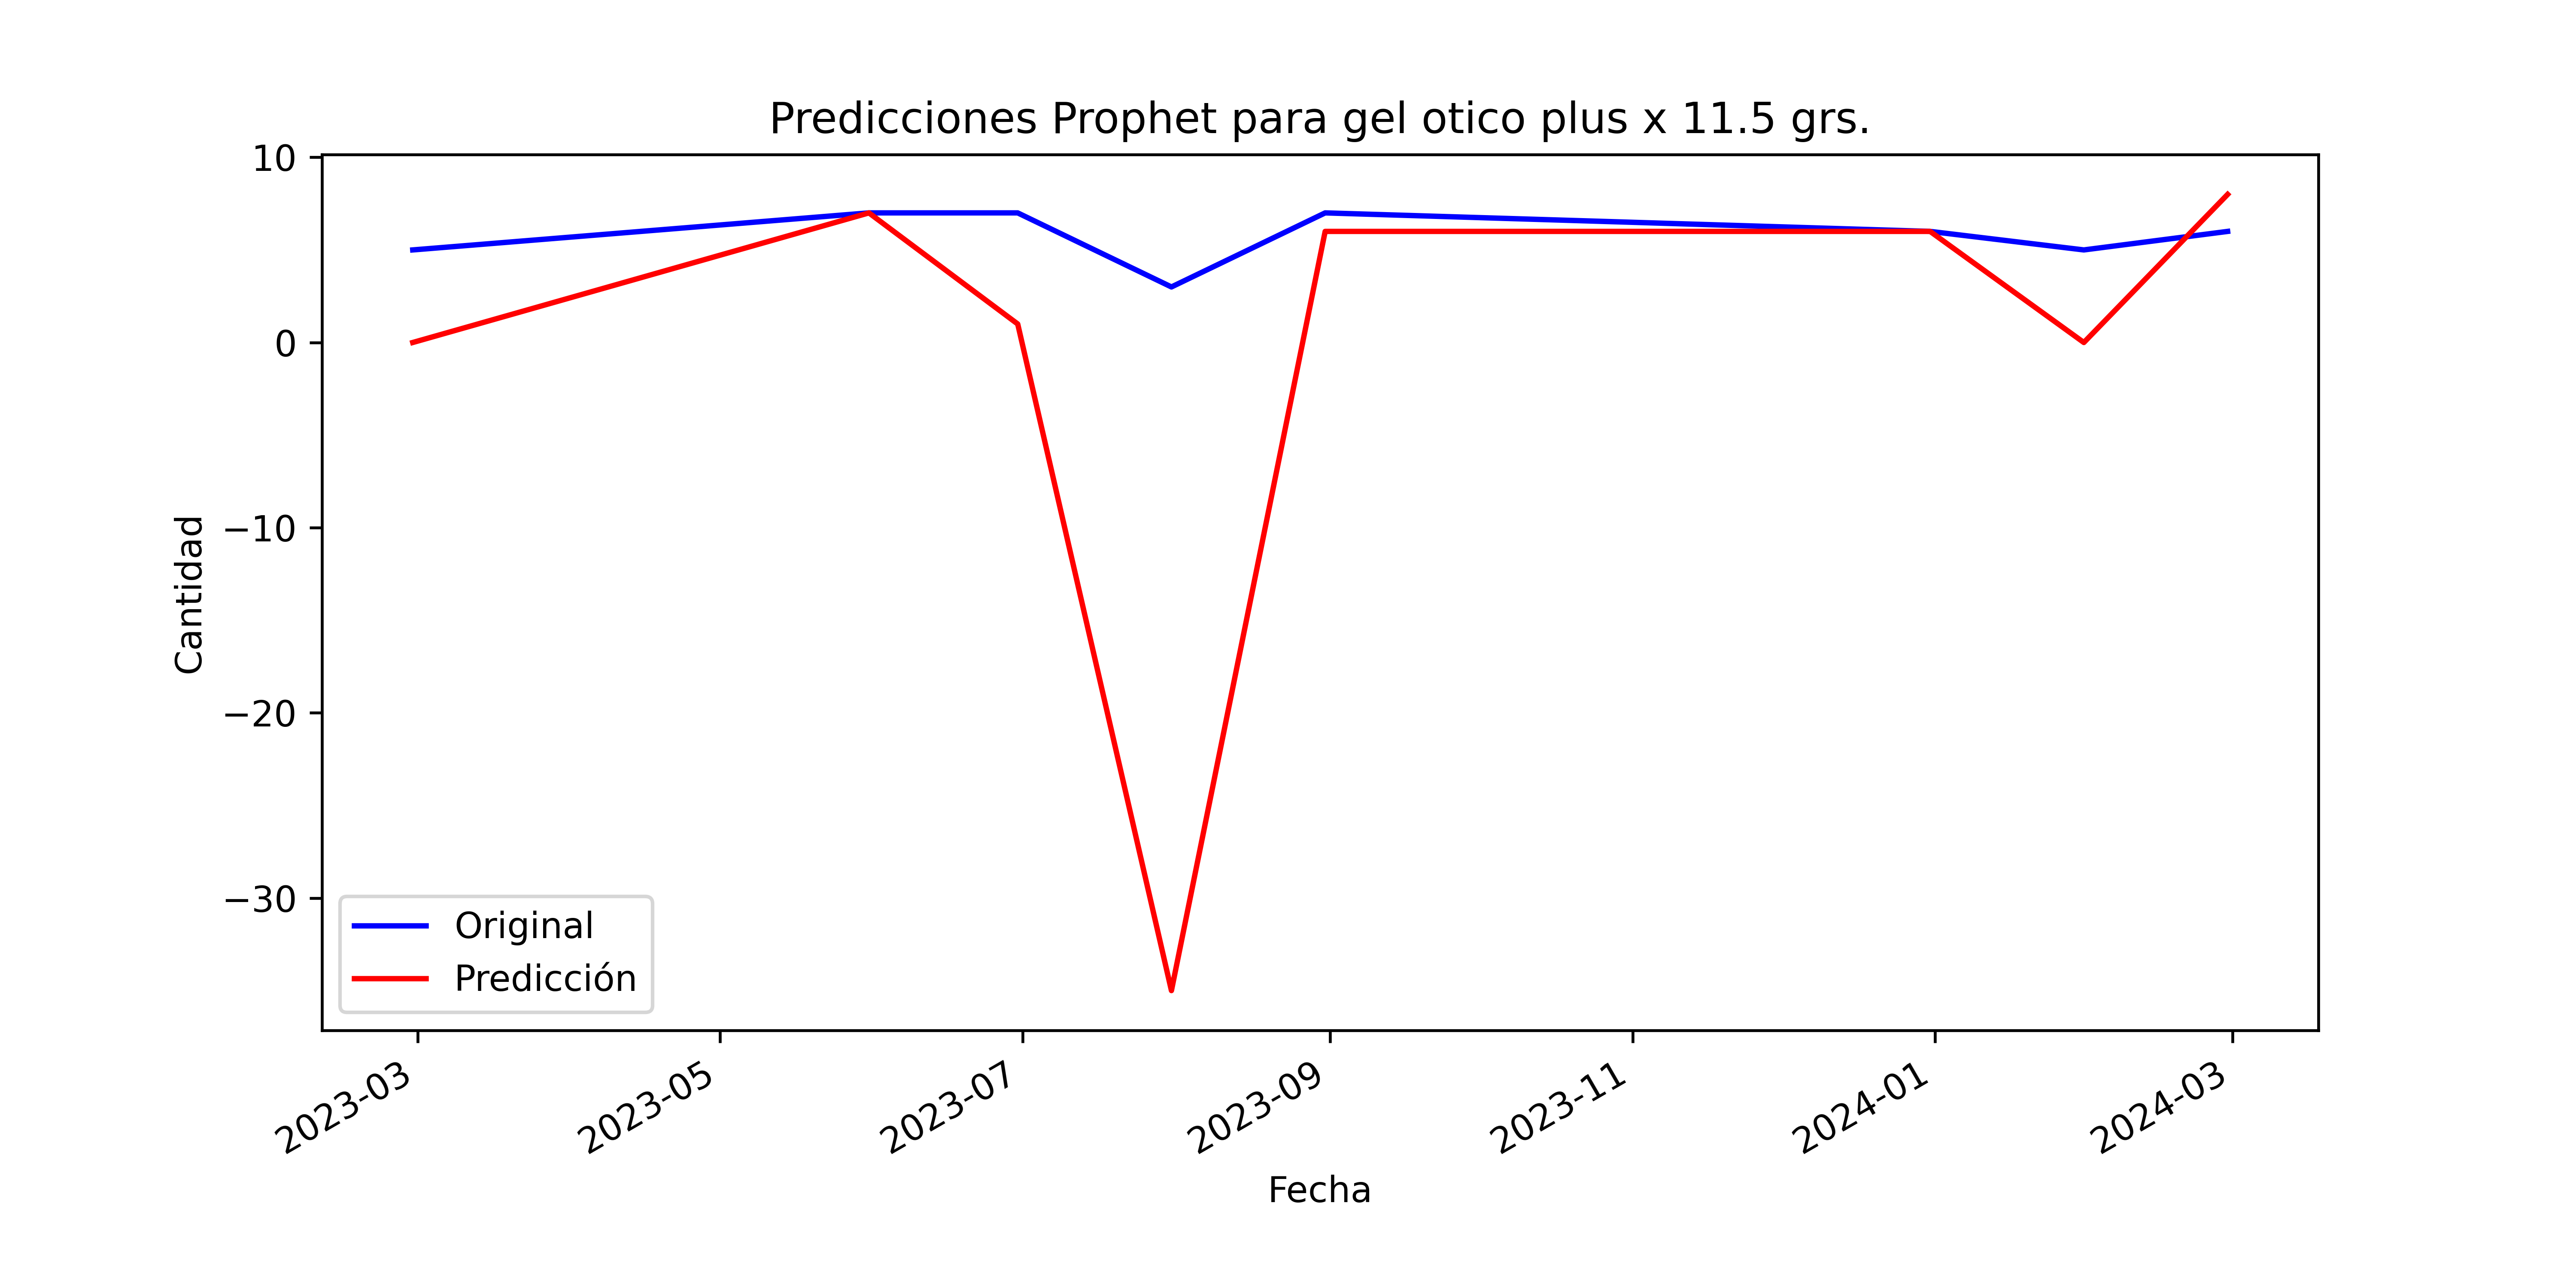 Predicciones Prophet para gel otico plus x 11.5 grs.
10
0
−10
−20
−30
Cantidad
Original
Predicción
2023-03
2023-05
2023-07
2023-09
2023-11
2024-01
2024-03
Fecha